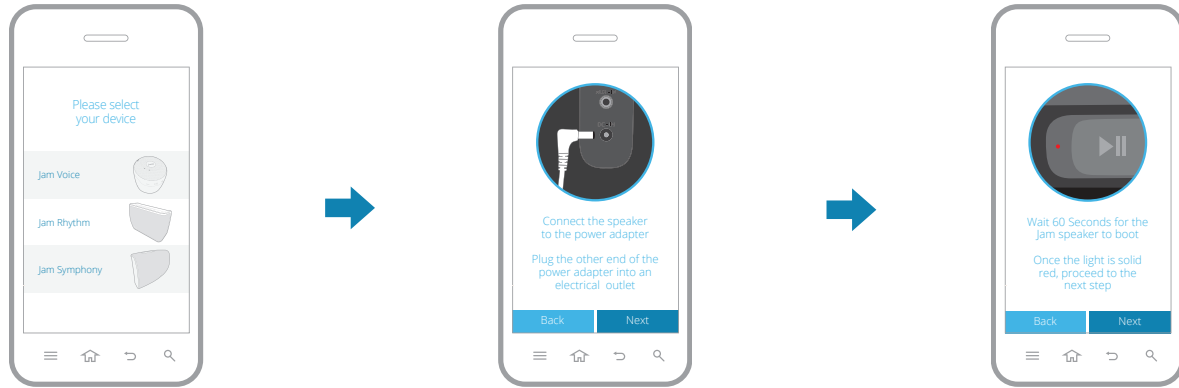 Please select
your device
Jam Voice
Jam Rhythm
Jam Symphony
Connect the speaker
to the power adapter
Plug the other end of the
power adapter into an
electrical outlet
Back
Next
Wait 60 Seconds for the
Jam speaker to boot
Once the light is solid
red, proceed to the
next step
Back
Next